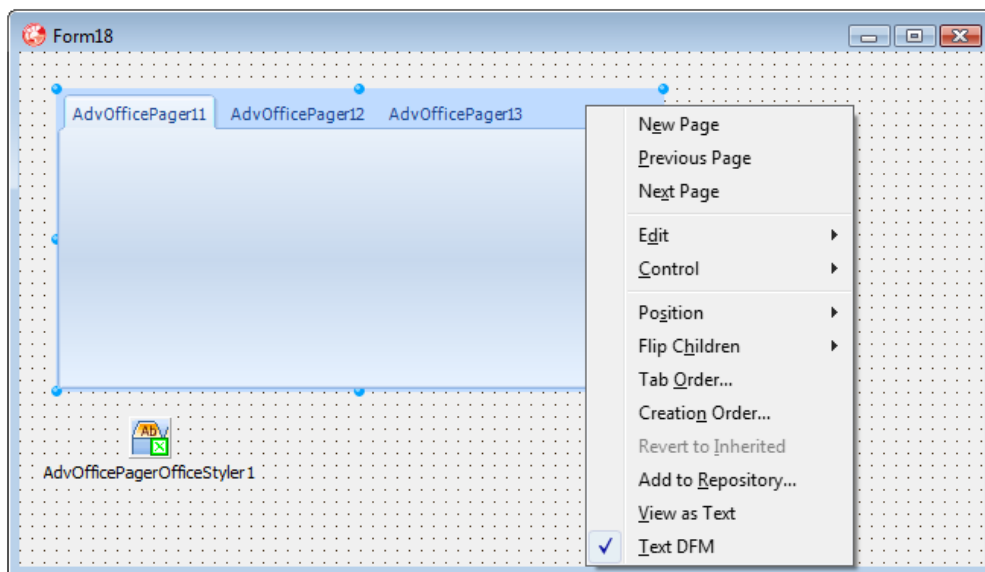 Form18
AdvOfficePager11 AdvOfficePager12 AdvOfficePager13
New Page
Previous Page
Next Page
Edit
Control
Position
Flip Children
Tab Order...
Creation Order...
Revert to Inherited
Add to Repository...
View as Text
Text DFM
Ab
AdvOfficePagerOfficeStyler1